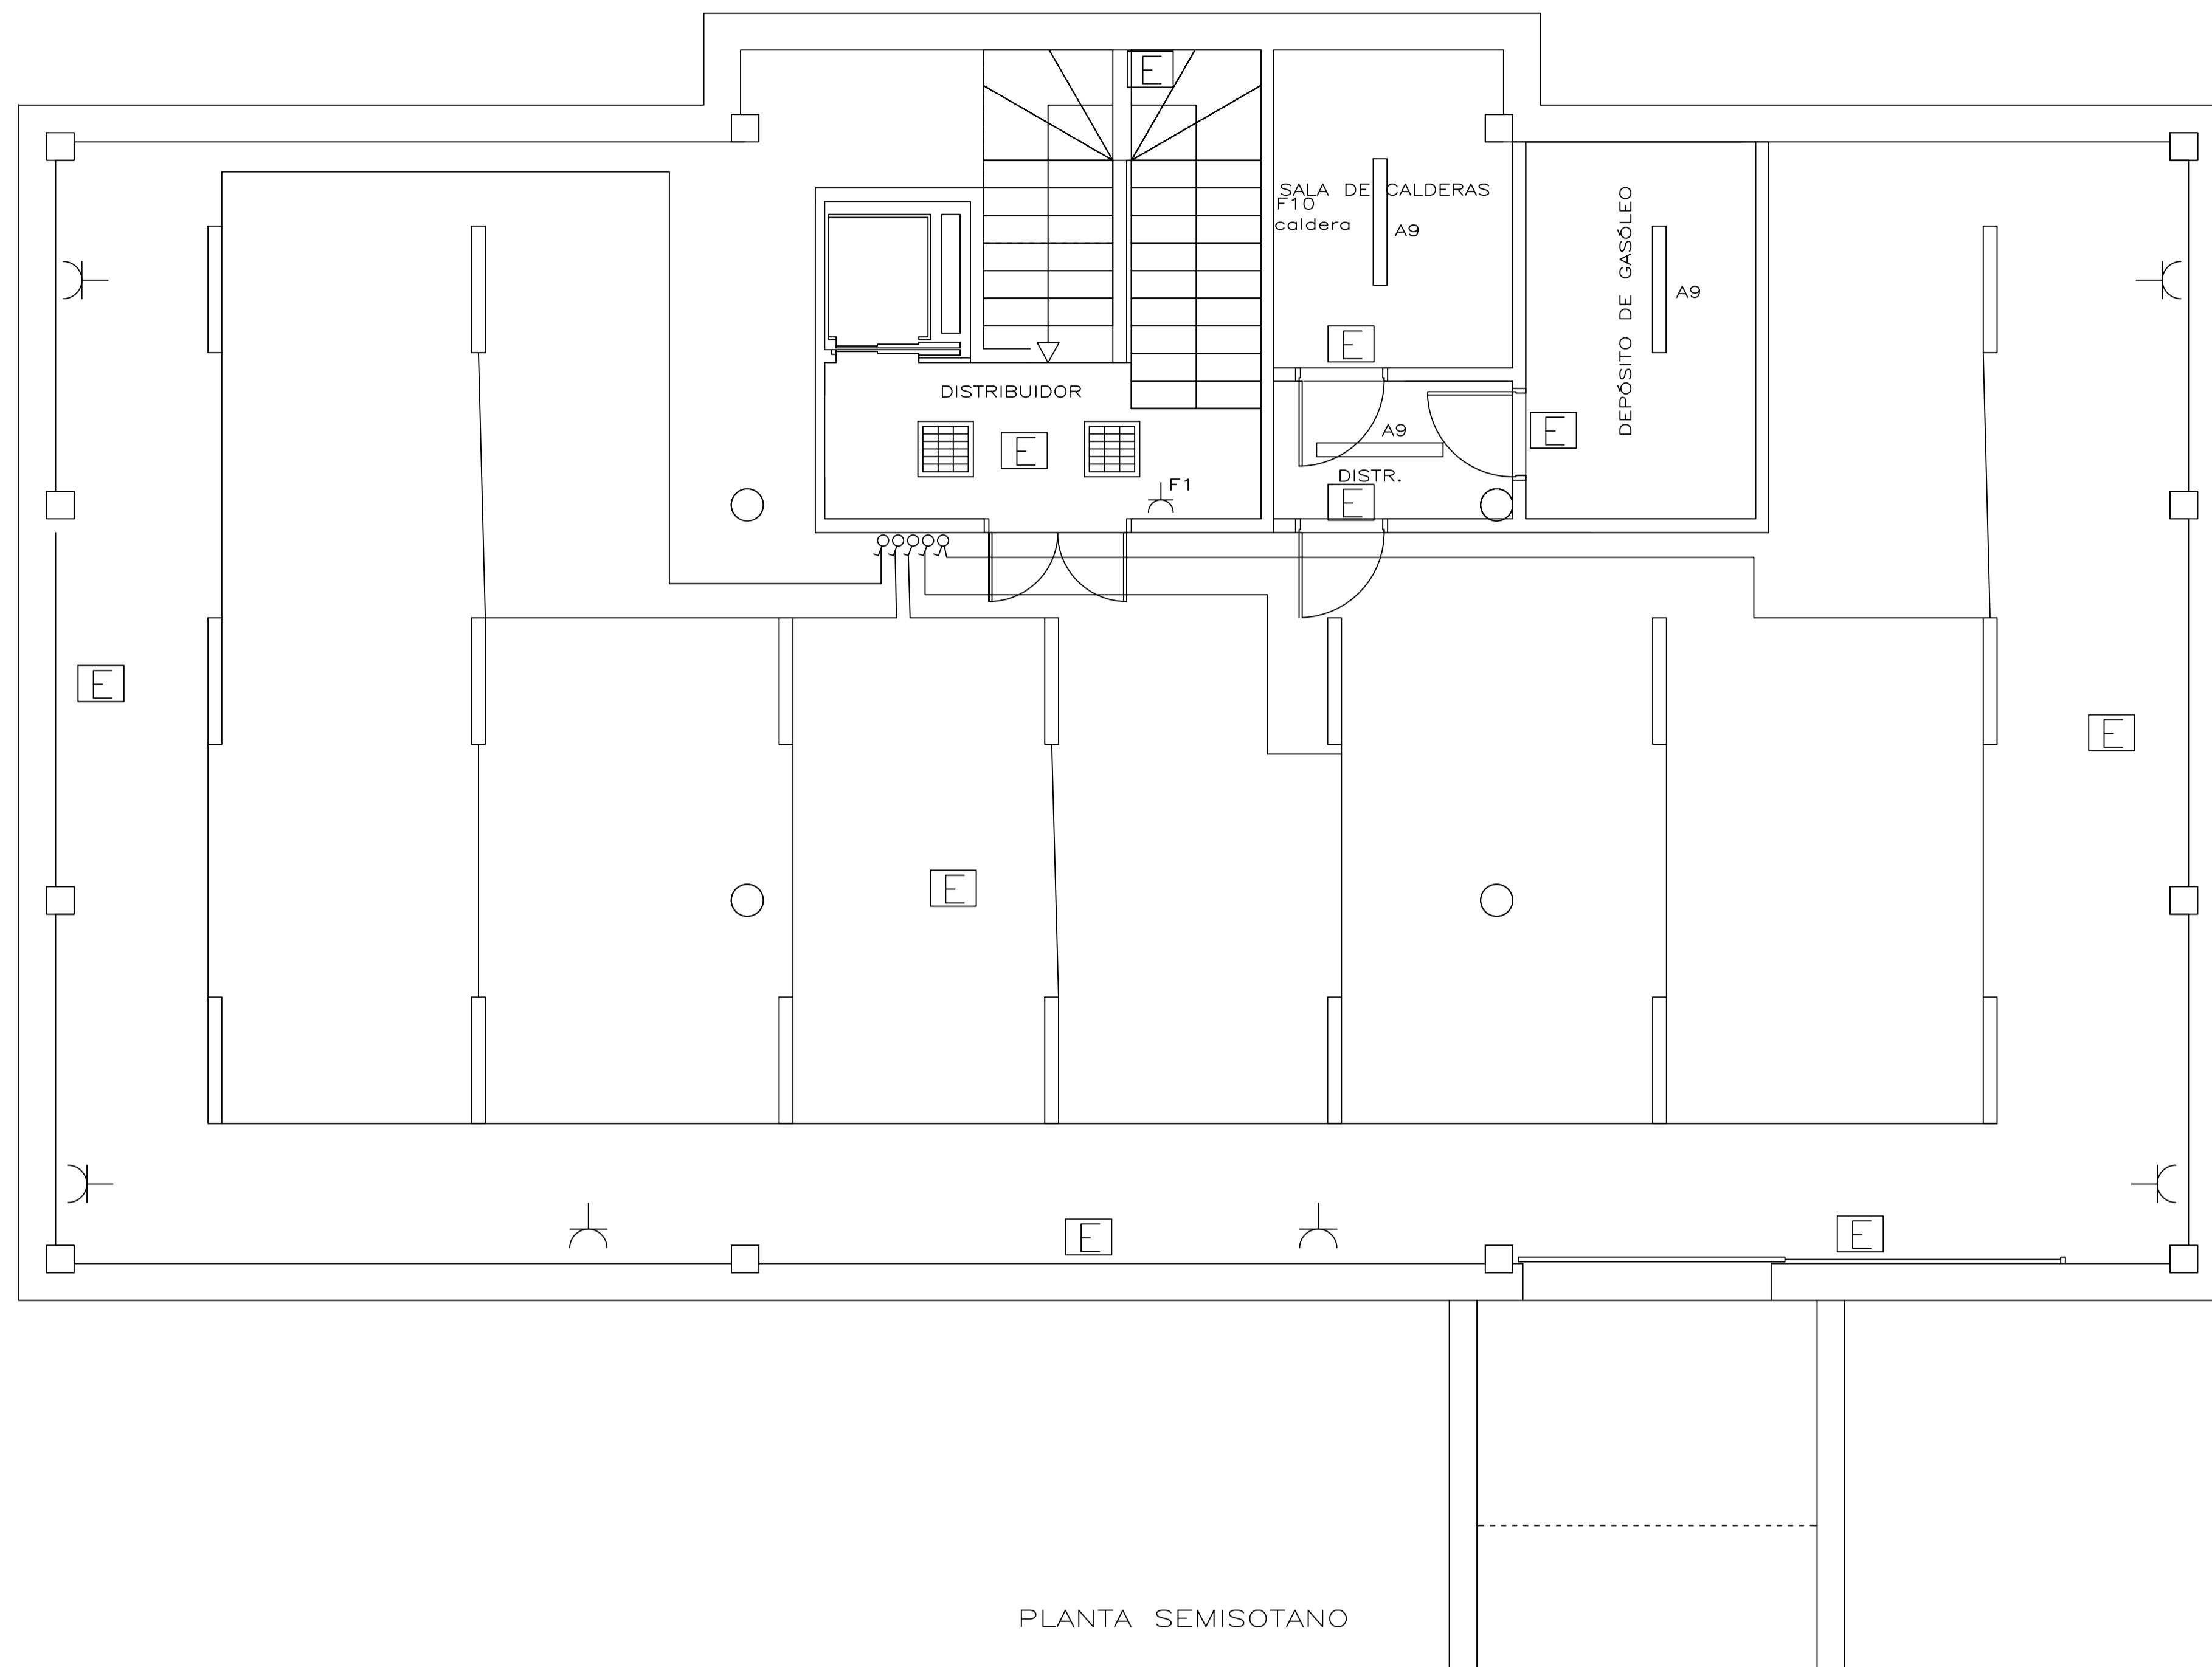 E
SALA DE CALDERAS
F10
caldera
A9
DEPÓSITO DE GASÓLEO
A9
E
DISTRIBUIDOR
E
E
A9
F1
DISTR.
E
E
E
E
E
E
PLANTA SEMISOTANO